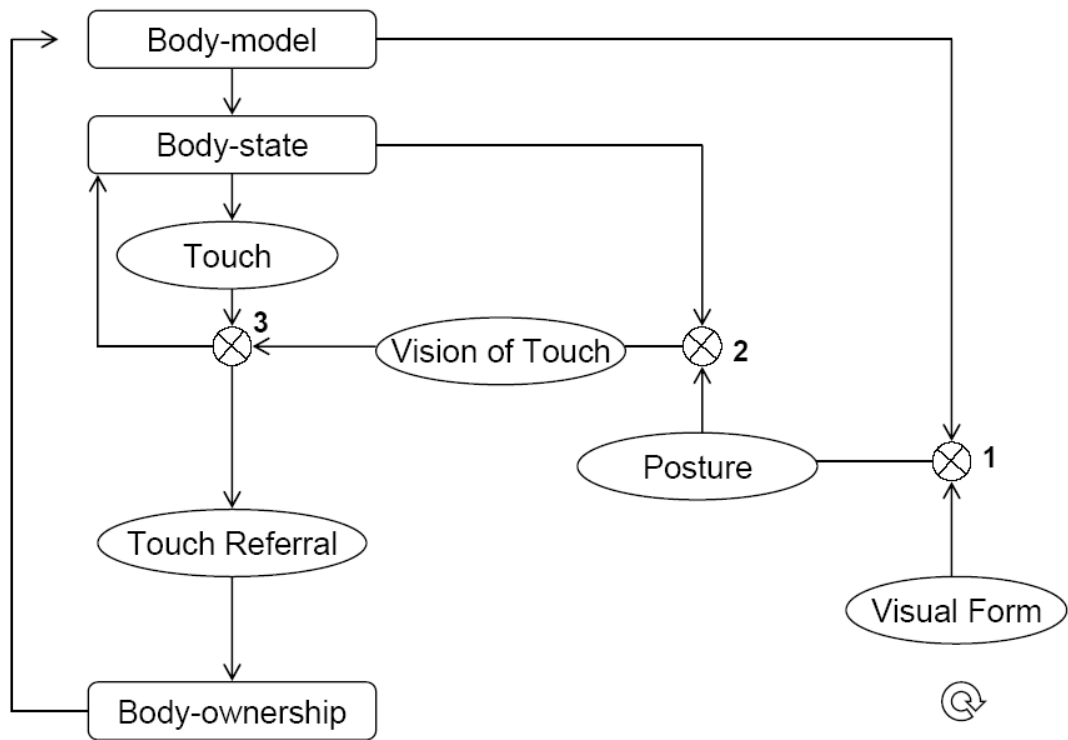 Body-model
Body-state
Touch
3
Vision of Touch
2
Posture
1
Touch Referral
Visual Form
Body-ownership